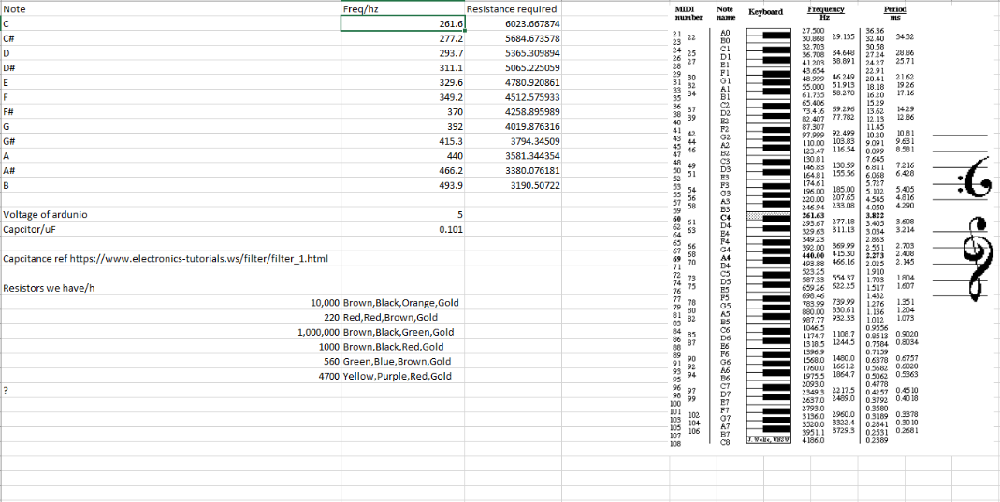 Note Freq/hz Resistance required
C 261.6 6023.667874
C# 277.2 5684.673578
D 293.7 5365.309894
D# 311.1 5065.225059
E 329.6 4780.920861
F 349.2 4512.575933
F# 370 4258.895989
G 392 4019.876316
G# 415.3 3794.34509
A 440 3581.344354
A# 466.2 3380.076181
B 493.9 3190.50722
Voltage of ardunio 5
Capcitor/uF 0.101
Capcitance ref https://www.electronics-tutorials.ws/filter/filter_1.html
Resistors we have/h
10,000 Brown,Black,Orange,Gold
220 Red,Red,Brown,Gold
1,000,000 Brown,Black,Green,Gold
1000 Brown,Black,Red,Gold
560 Green,Blue,Brown,Gold
4700 Yellow,Purple,Red,Gold
?
MIDI number Note name Keyboard Frequency Hz Period ms
21 A0 27.500 36.36
22 29.135 34.32
23 B0 30.868 32.40
24 C1 32.703 30.58
25 34.648 28.86
26 D1 36.708 27.24
27 38.891 25.71
28 E1 41.203 24.27
29 F1 43.654 22.91
30 46.249 21.62
31 G1 48.999 20.41
32 51.913 19.26
33 A1 55.000 18.18
34 58.270 17.16
35 B1 61.735 16.20
36 C2 65.406 15.29
37 69.296 14.29
38 D2 73.416 13.62
39 77.782 12.86
40 E2 82.407 12.13
41 F2 87.307 11.45
42 92.499 10.81
43 G2 97.999 10.20
44 103.83 9.631
45 A2 110.00 9.091
46 116.54 8.581
47 B2 123.47 8.099
48 C3 130.81 7.645
49 138.59 7.216
50 D3 146.83 6.811
51 155.56 6.428
52 E3 164.81 6.068
53 F3 174.61 5.727
54 185.00 5.405
55 G3 196.00 5.102
56 207.65 4.816
57 A3 220.00 4.545
58 233.08 4.290
59 B3 246.94 4.050
60 C4 261.63 3.822
61 277.18 3.608
62 D4 293.67 3.405
63 311.13 3.214
64 E4 329.63 3.034
65 F4 349.23 2.863
66 369.99 2.703
67 G4 392.00 2.551
68 415.30 2.408
69 A4 440.00 2.273
70 466.16 2.145
71 B4 493.88 2.025
72 C5 523.25 1.910
73 554.37 1.804
74 D5 587.33 1.703
75 622.25 1.607
76 E5 659.26 1.517
77 F5 698.46 1.432
78 739.99 1.351
79 G5 783.99 1.276
80 830.61 1.204
81 A5 880.00 1.136
82 932.33 1.073
83 B5 987.77 1.012
84 C6 1046.5 0.9556
85 1108.7 0.9020
86 D6 1174.7 0.8513
87 1244.5 0.8034
88 E6 1318.5 0.7584
89 F6 1396.9 0.7159
90 1480.0 0.6757
91 G6 1568.0 0.6378
92 1661.2 0.6020
93 A6 1760.0 0.5682
94 1864.7 0.5363
95 B6 1975.5 0.5062
96 C7 2093.0 0.4778
97 2217.5 0.4510
98 D7 2349.3 0.4257
99 2489.0 0.4018
100 E7 2637.0 0.3792
101 F7 2793.0 0.3580
102 2960.0 0.3378
103 G7 3136.0 0.3189
104 3322.4 0.3010
105 A7 3520.0 0.2841
106 3729.3 0.2681
107 B7 3951.1 0.2531
108 C8 J. Wolfe, UNSW 4186.0 0.2389